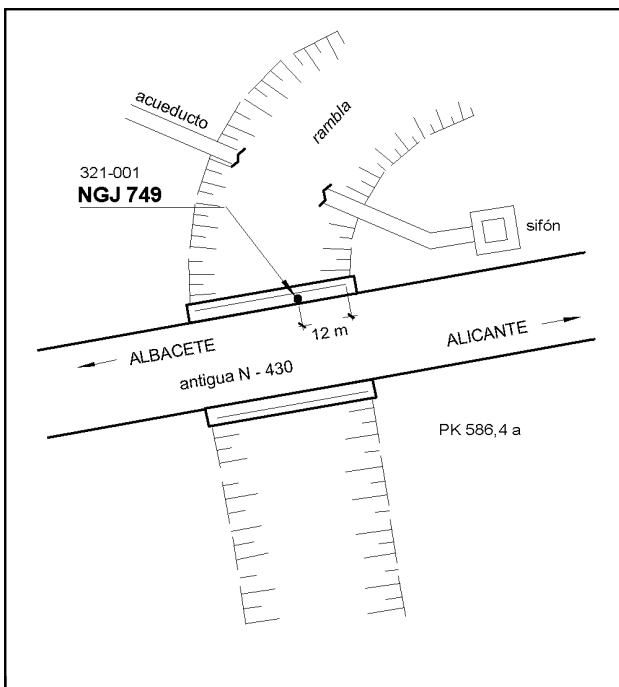 acueducto
rambla
321-001
NGJ 749
sifón
12 m
ALBACETE
ALICANTE
antigua N - 430
PK 586,4 a